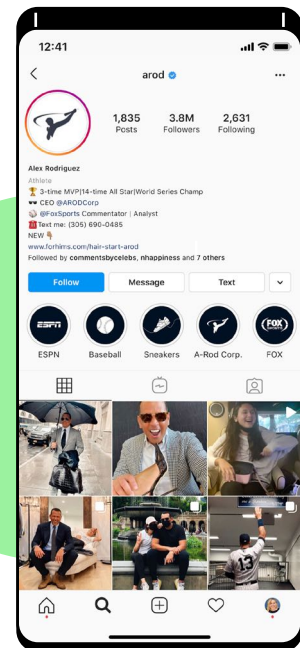 12:41
arod
1,835 3.8M 2,631
Posts Followers Following
Alex Rodriguez
Athlete
🏆 3-time MVP|14-time All Star|World Series Champ
🕶 CEO @ARODCorp
@FoxSports Commentator | Analyst
☎️Text me: (305) 690-0485
NEW 👇
www.forhims.com/hair-start-arod
Followed by commentsbycelebs, nhappiness and 7 others
Follow Message Text
ESPN FOX
ESPN Baseball Sneakers A-Rod Corp. FOX
13